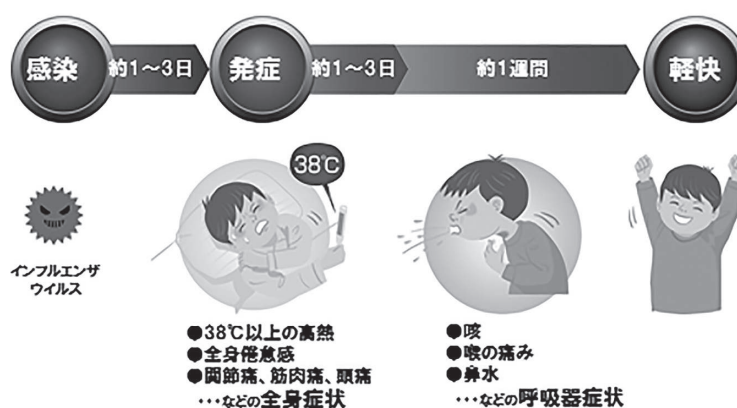 感染
約1～3日
発症
約1～3日
約1週間
軽快
38℃
インフルエンザ
ウイルス
●38℃以上の高熱
●全身倦怠感
●関節痛、筋肉痛、頭痛
…などの全身症状
●咳
●喉の痛み
●鼻水
…などの呼吸器症状